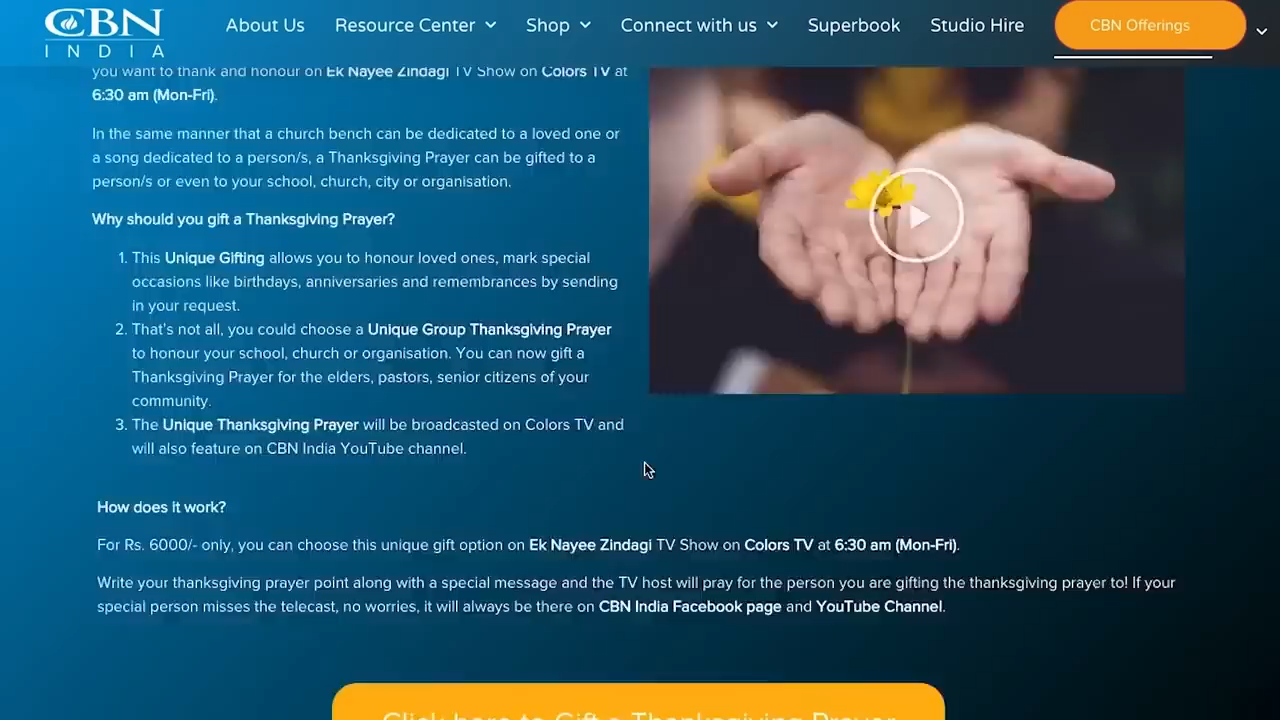 CBN
INDIA
About Us
Resource Center
Shop
Connect with us
Superbook
Studio Hire
CBN Offerings
you want to thank and honour on Ek Nayee Zindagi TV Show on Colors TV at
6:30 am (Mon-Fri).
In the same manner that a church bench can be dedicated to a loved one or
a song dedicated to a person/s, a Thanksgiving Prayer can be gifted to a
person/s or even to your school, church, city or organisation.
Why should you gift a Thanksgiving Prayer?
1. This Unique Gifting allows you to honour loved ones, mark special
occasions like birthdays, anniversaries and remembrances by sending
in your request.
2. That's not all, you could choose a Unique Group Thanksgiving Prayer
to honour your school, church or organisation. You can now gift a
Thanksgiving Prayer for the elders, pastors, senior citizens of your
community.
3. The Unique Thanksgiving Prayer will be broadcasted on Colors TV and
will also feature on CBN India YouTube channel.
How does it work?
For Rs. 6000/- only, you can choose this unique gift option on Ek Nayee Zindagi TV Show on Colors TV at 6:30 am (Mon-Fri).
Write your thanksgiving prayer point along with a special message and the TV host will pray for the person you are gifting the thanksgiving prayer to! If your
special person misses the telecast, no worries, it will always be there on CBN India Facebook page and YouTube Channel.
Click here to Gift a Thanksgiving Prayer